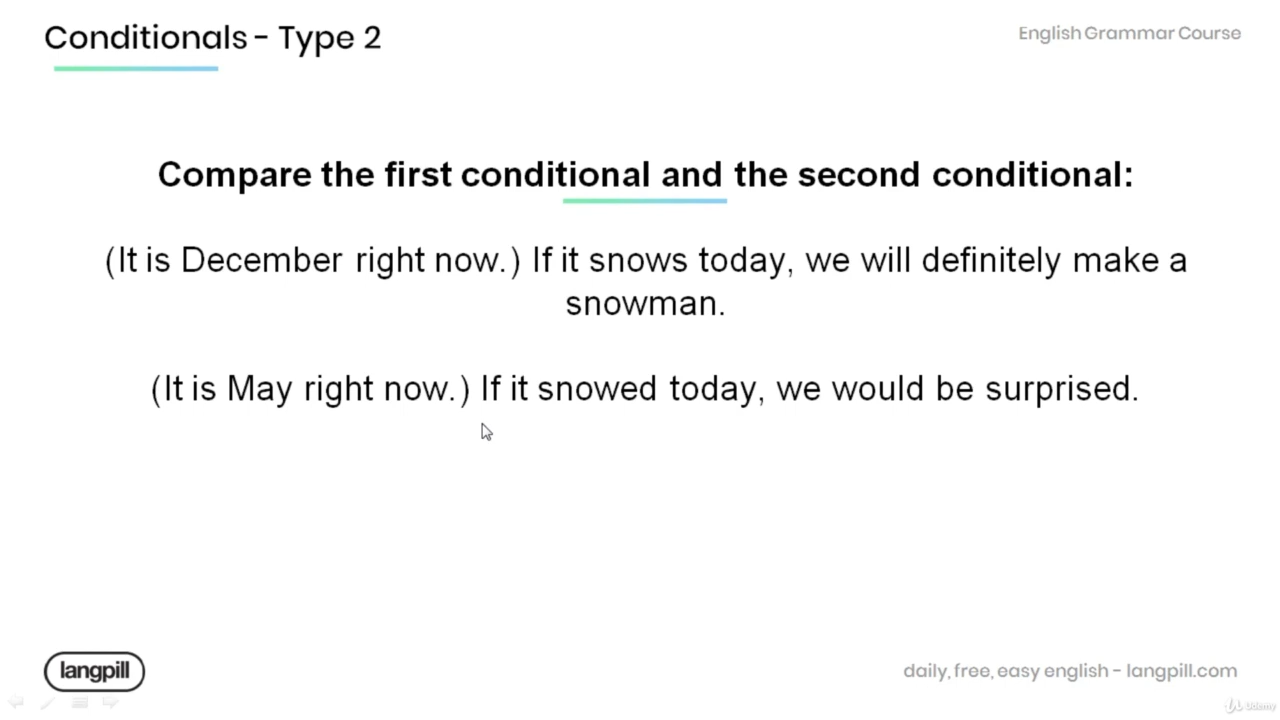 Conditionals - Type 2
English Grammar Course
Compare the first conditional and the second conditional:
(It is December right now.) If it snows today, we will definitely make a
snowman.
(It is May right now.) If it snowed today, we would be surprised.
langpill
daily, free, easy english - langpill.com
Udemy